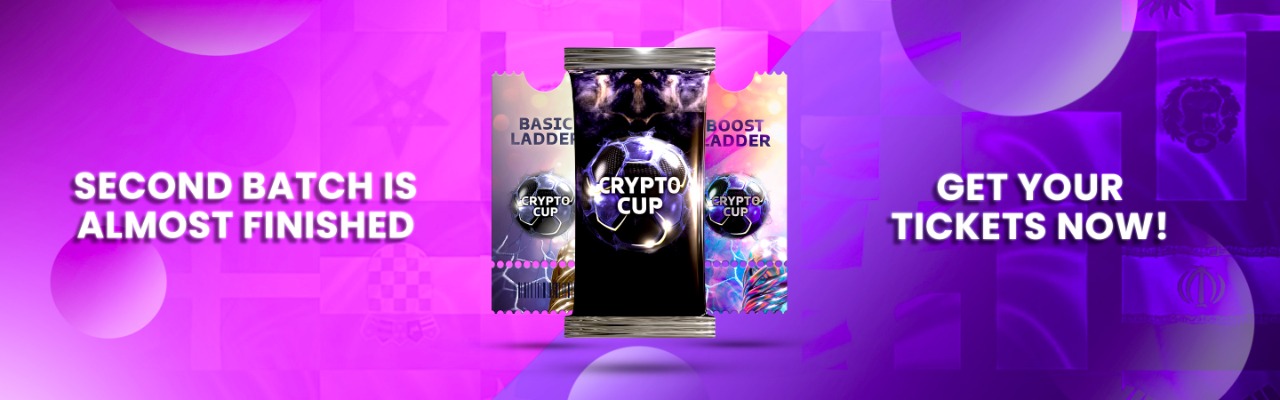 SECOND BATCH IS
ALMOST FINISHED
BASIC
LADDER
CRYPTO
CUP
CRYPTO
CUP
BOOST
LADDER
CRYPTO
CUP
GET YOUR
TICKETS NOW!